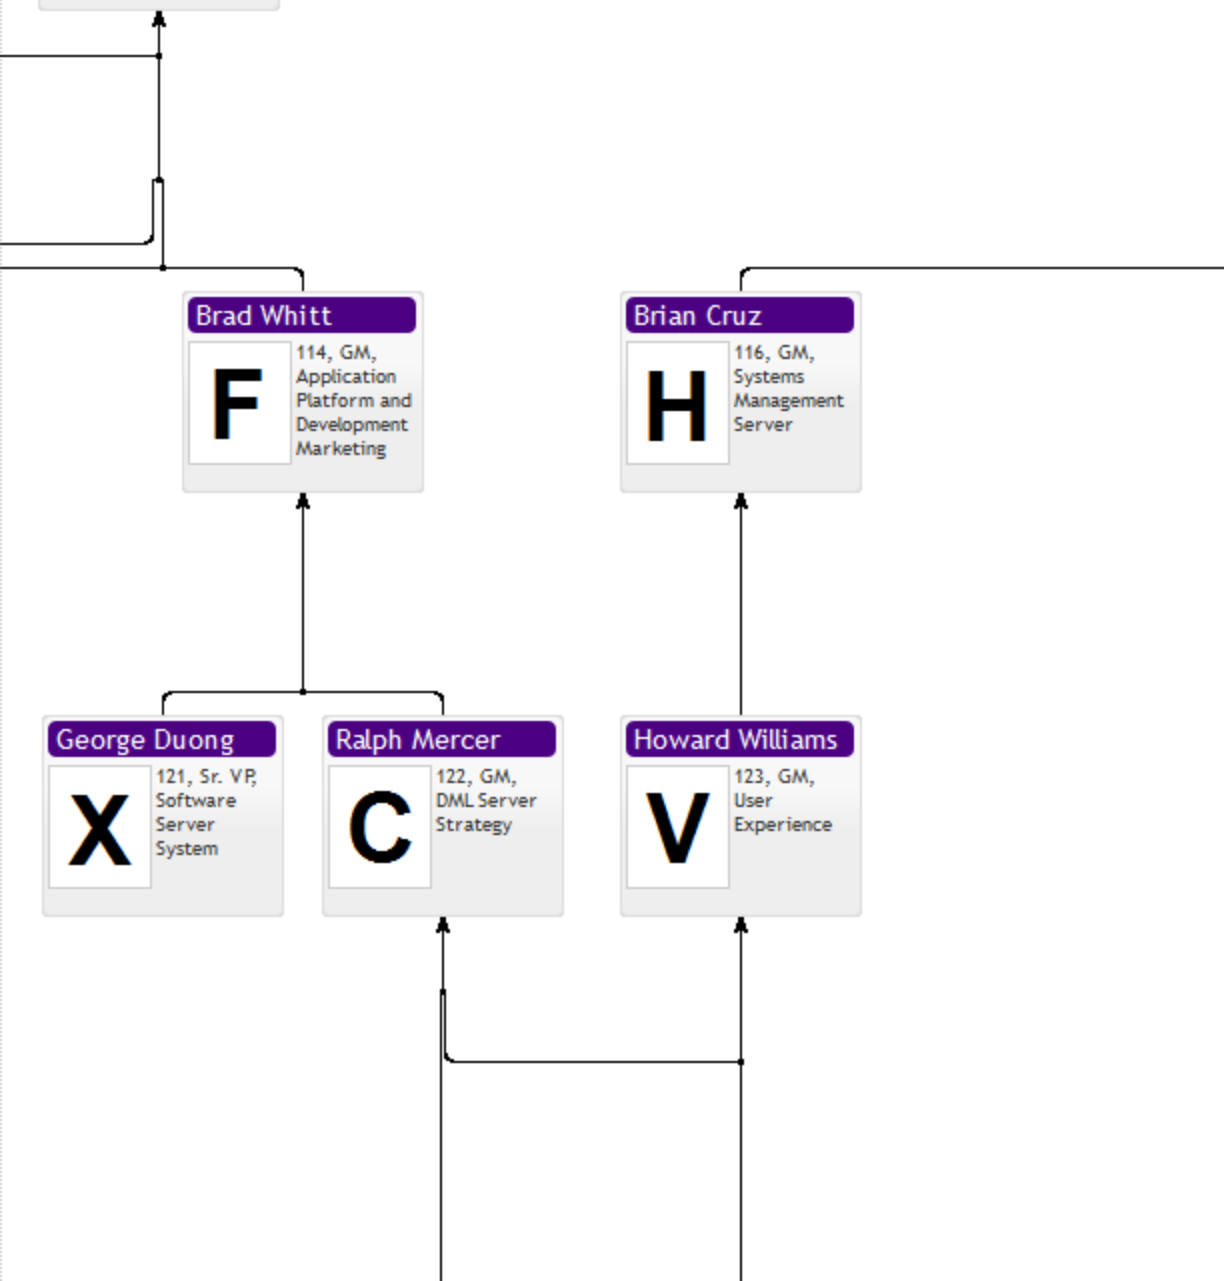 Brad Whitt
F
114, GM,
Application
Platform and
Development
Marketing
Brian Cruz
H
116, GM,
Systems
Management
Server
George Duong
X
121, Sr. VP,
Software
Server
System
Ralph Mercer
C
122, GM,
DML Server
Strategy
Howard Williams
V
123, GM,
User
Experience